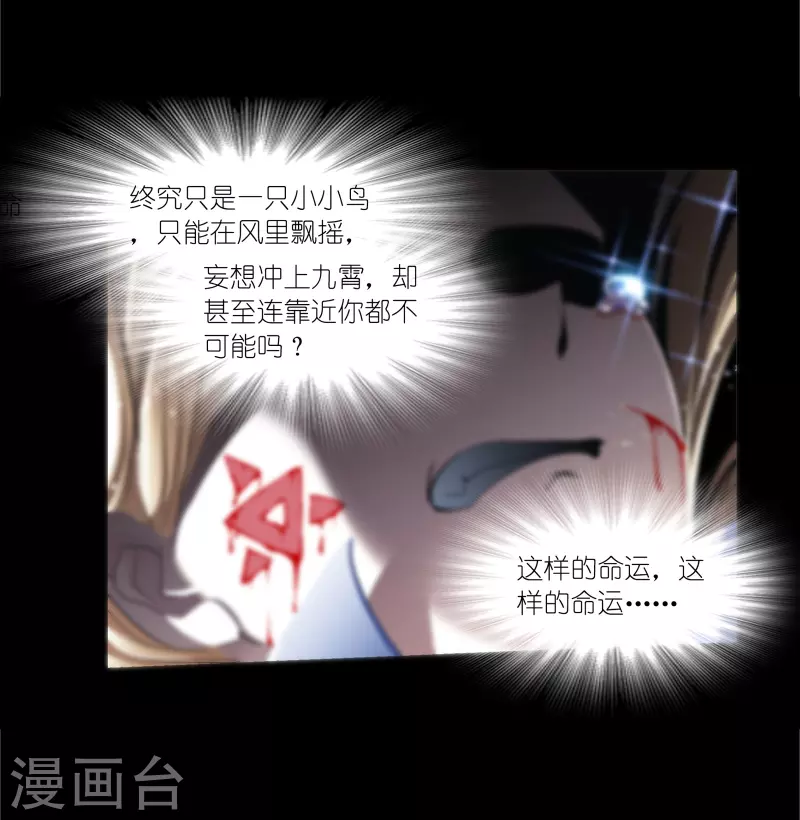 终究只是一只小小鸟
，只能在风里飘摇，
妄想冲上九霄，却
甚至连靠近你都不
可能吗？
这样的命运，这
样的命运……
漫画台